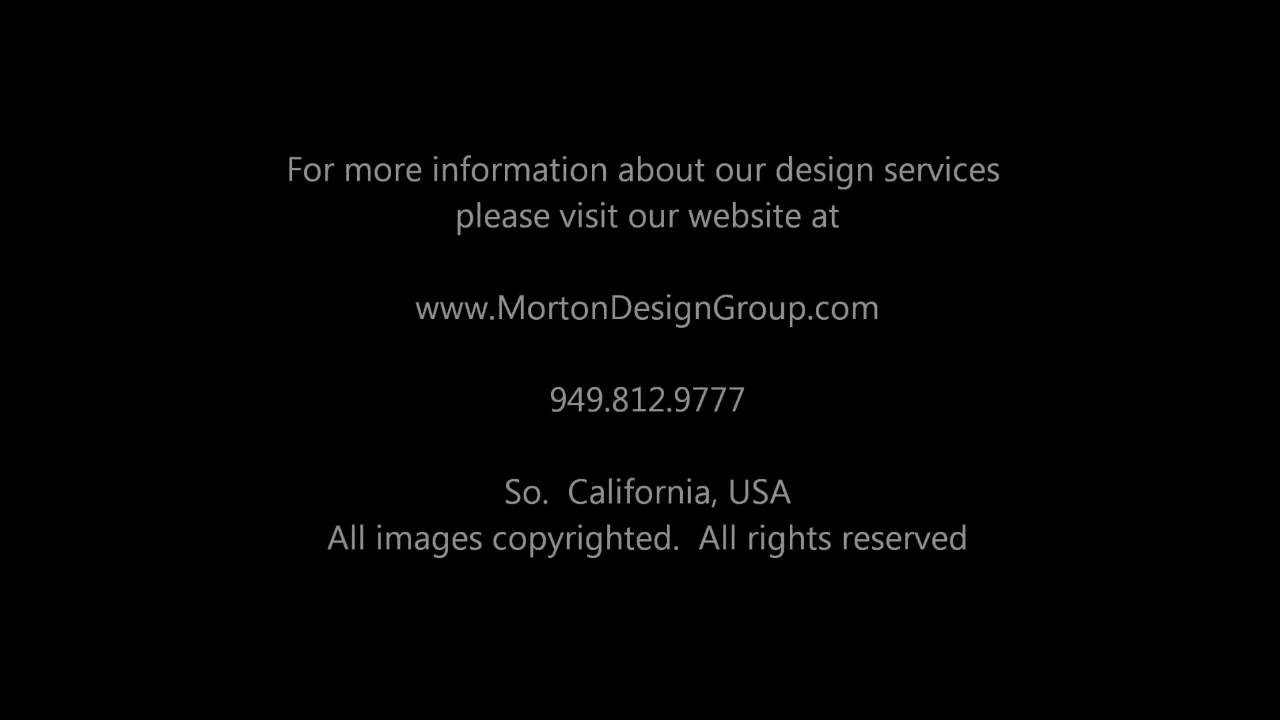 For more information about our design services
please visit our website at
www.MortonDesignGroup.com
949.812.9777
So.  California, USA
All images copyrighted.  All rights reserved